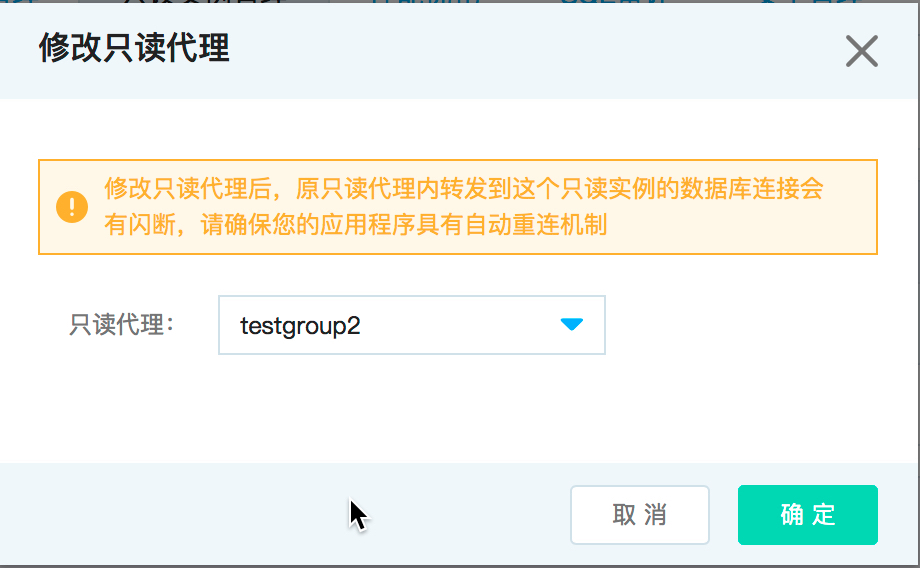 修改只读代理
修改只读代理后，原只读代理内转发到这个只读实例的数据库连接会
有闪断，请确保您的应用程序具有自动重连机制
只读代理：
testgroup2
取 消
确 定